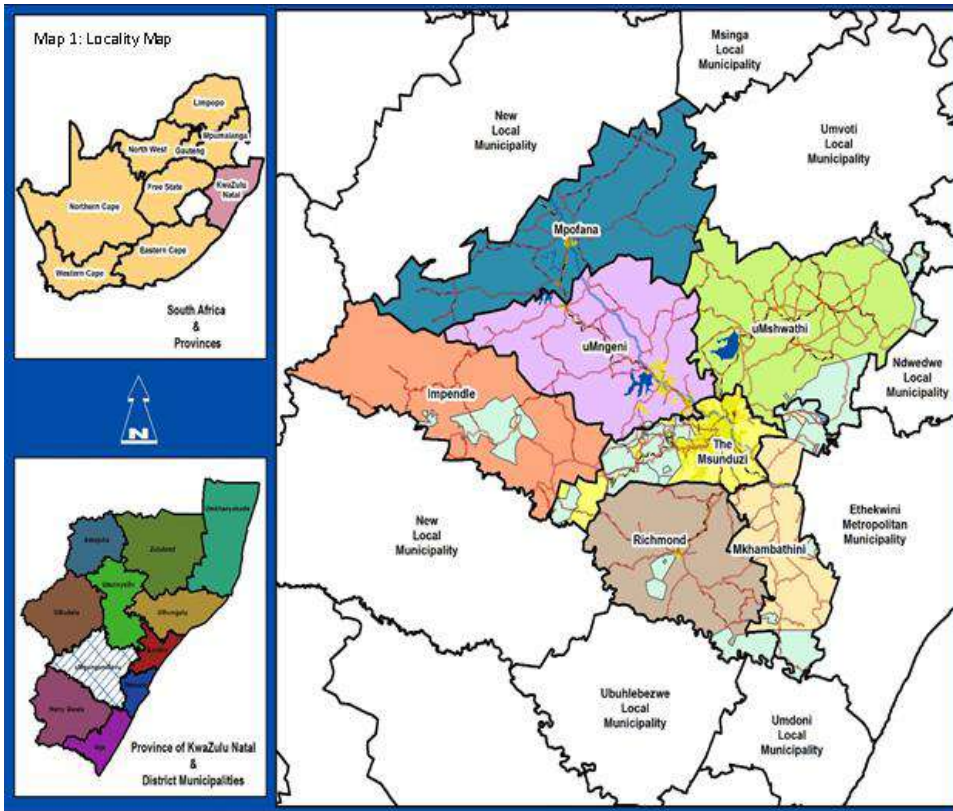 Map 1: Locality Map
Limpopo
Mpumalanga
North West
Gauteng
Free State
KwaZulu
Natal
Northern Cape
Eastern Cape
Western Cape
South Africa
&
Provinces
N
Umkhanyakude
Zululand
Uthungulu
Harry Gwala
Ugu
Province of KwaZulu Natal
&
District Municipalities
Msinga
Local
Municipality
New
Local
Municipality
Umvoti
Local
Municipality
Mpofana
uMshwathi
uMngeni
Ndwedwe
Local
Municipality
Impendle
The
Msunduzi
Ethekwini
Metropolitan
Municipality
New
Local
Municipality
Richmond
Mkhambathini
Ubuhlebezwe
Local
Municipality
Umdoni
Local
Municipality